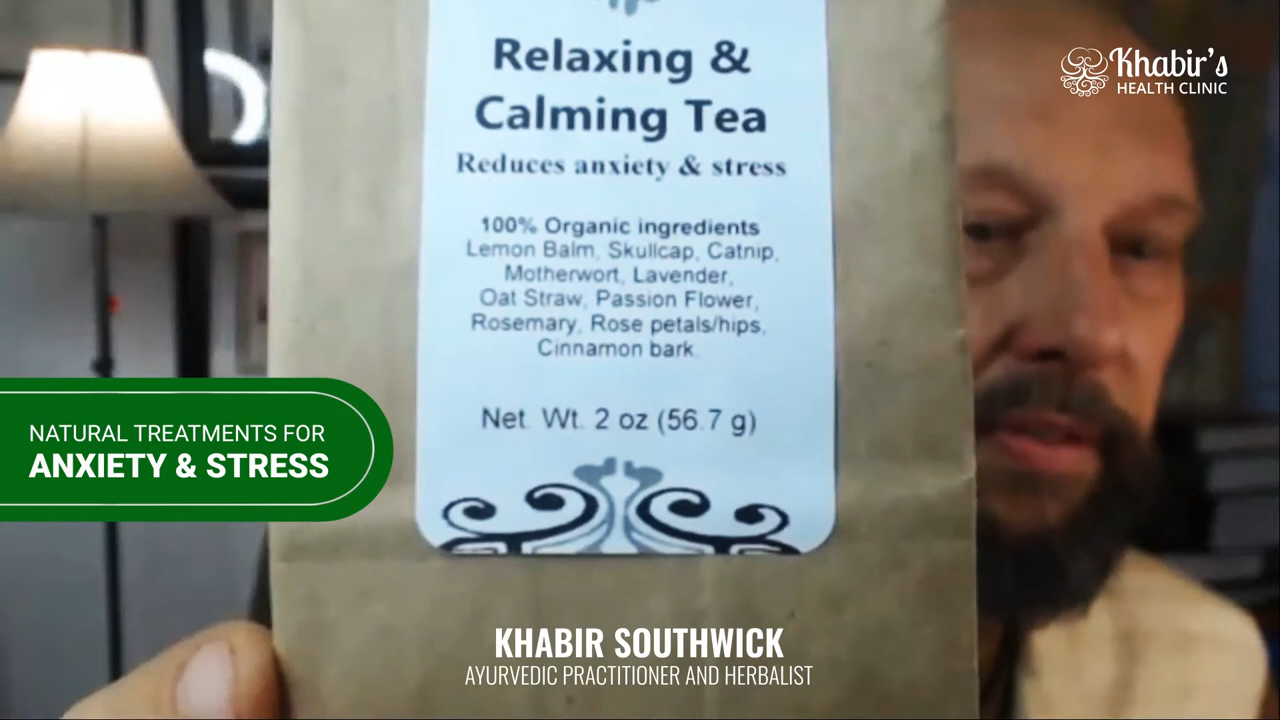 Relaxing &
Calming Tea
Reduces anxiety & stress
100% Organic ingredients
Lemon Balm, Skullcap, Catnip,
Motherwort, Lavender,
Oat Straw, Passion Flower,
Rosemary, Rose petals/hips,
Cinnamon bark.
Net. Wt. 2 oz (56.7 g)
Khabir's
HEALTH CLINIC
NATURAL TREATMENTS FOR
ANXIETY & STRESS
KHABIR SOUTHWICK
AYURVEDIC PRACTITIONER AND HERBALIST